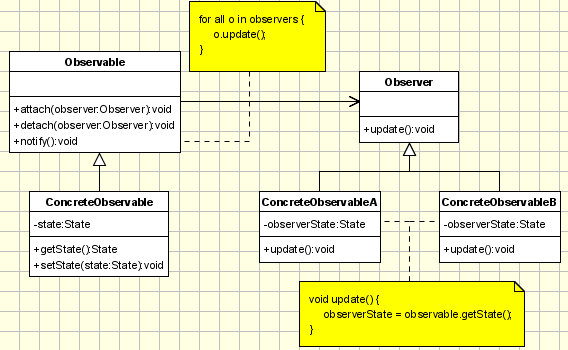 for all o in observers {
o.update();
}
Observable
+attach(observer:Observer):void
+detach(observer:Observer):void
+notify():void
Observer
+update():void
ConcreteObservable
-state:State
+getState():State
+setState(state:State):void
ConcreteObservableA
-observerState:State
+update():void
ConcreteObservableB
-observerState:State
+update():void
void update() {
observerState = observable.getState();
}